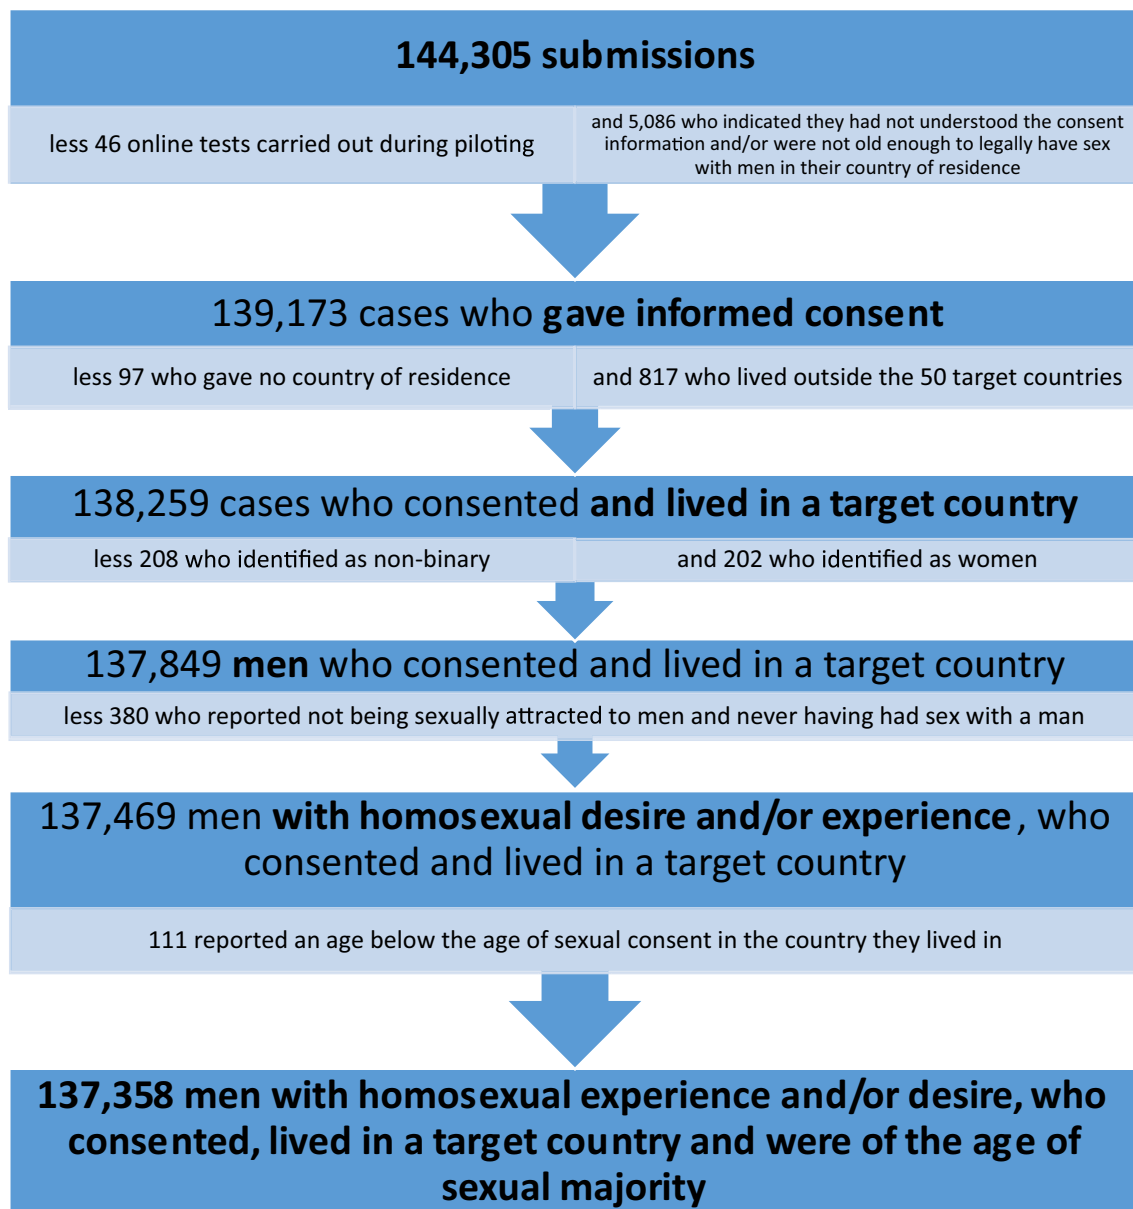 144,305 submissions
less 46 online tests carried out during piloting
and 5,086 who indicated they had not understood the consent
information and/or were not old enough to legally have sex
with men in their country of residence
139,173 cases who gave informed consent
less 97 who gave no country of residence
and 817 who lived outside the 50 target countries
138,259 cases who consented and lived in a target country
less 208 who identified as non-binary
and 202 who identified as women
137,849 men who consented and lived in a target country
less 380 who reported not being sexually attracted to men and never having had sex with a man
137,469 men with homosexual desire and/or experience, who
consented and lived in a target country
111 reported an age below the age of sexual consent in the country they lived in
137,358 men with homosexual experience and/or desire, who
consented, lived in a target country and were of the age of
sexual majority